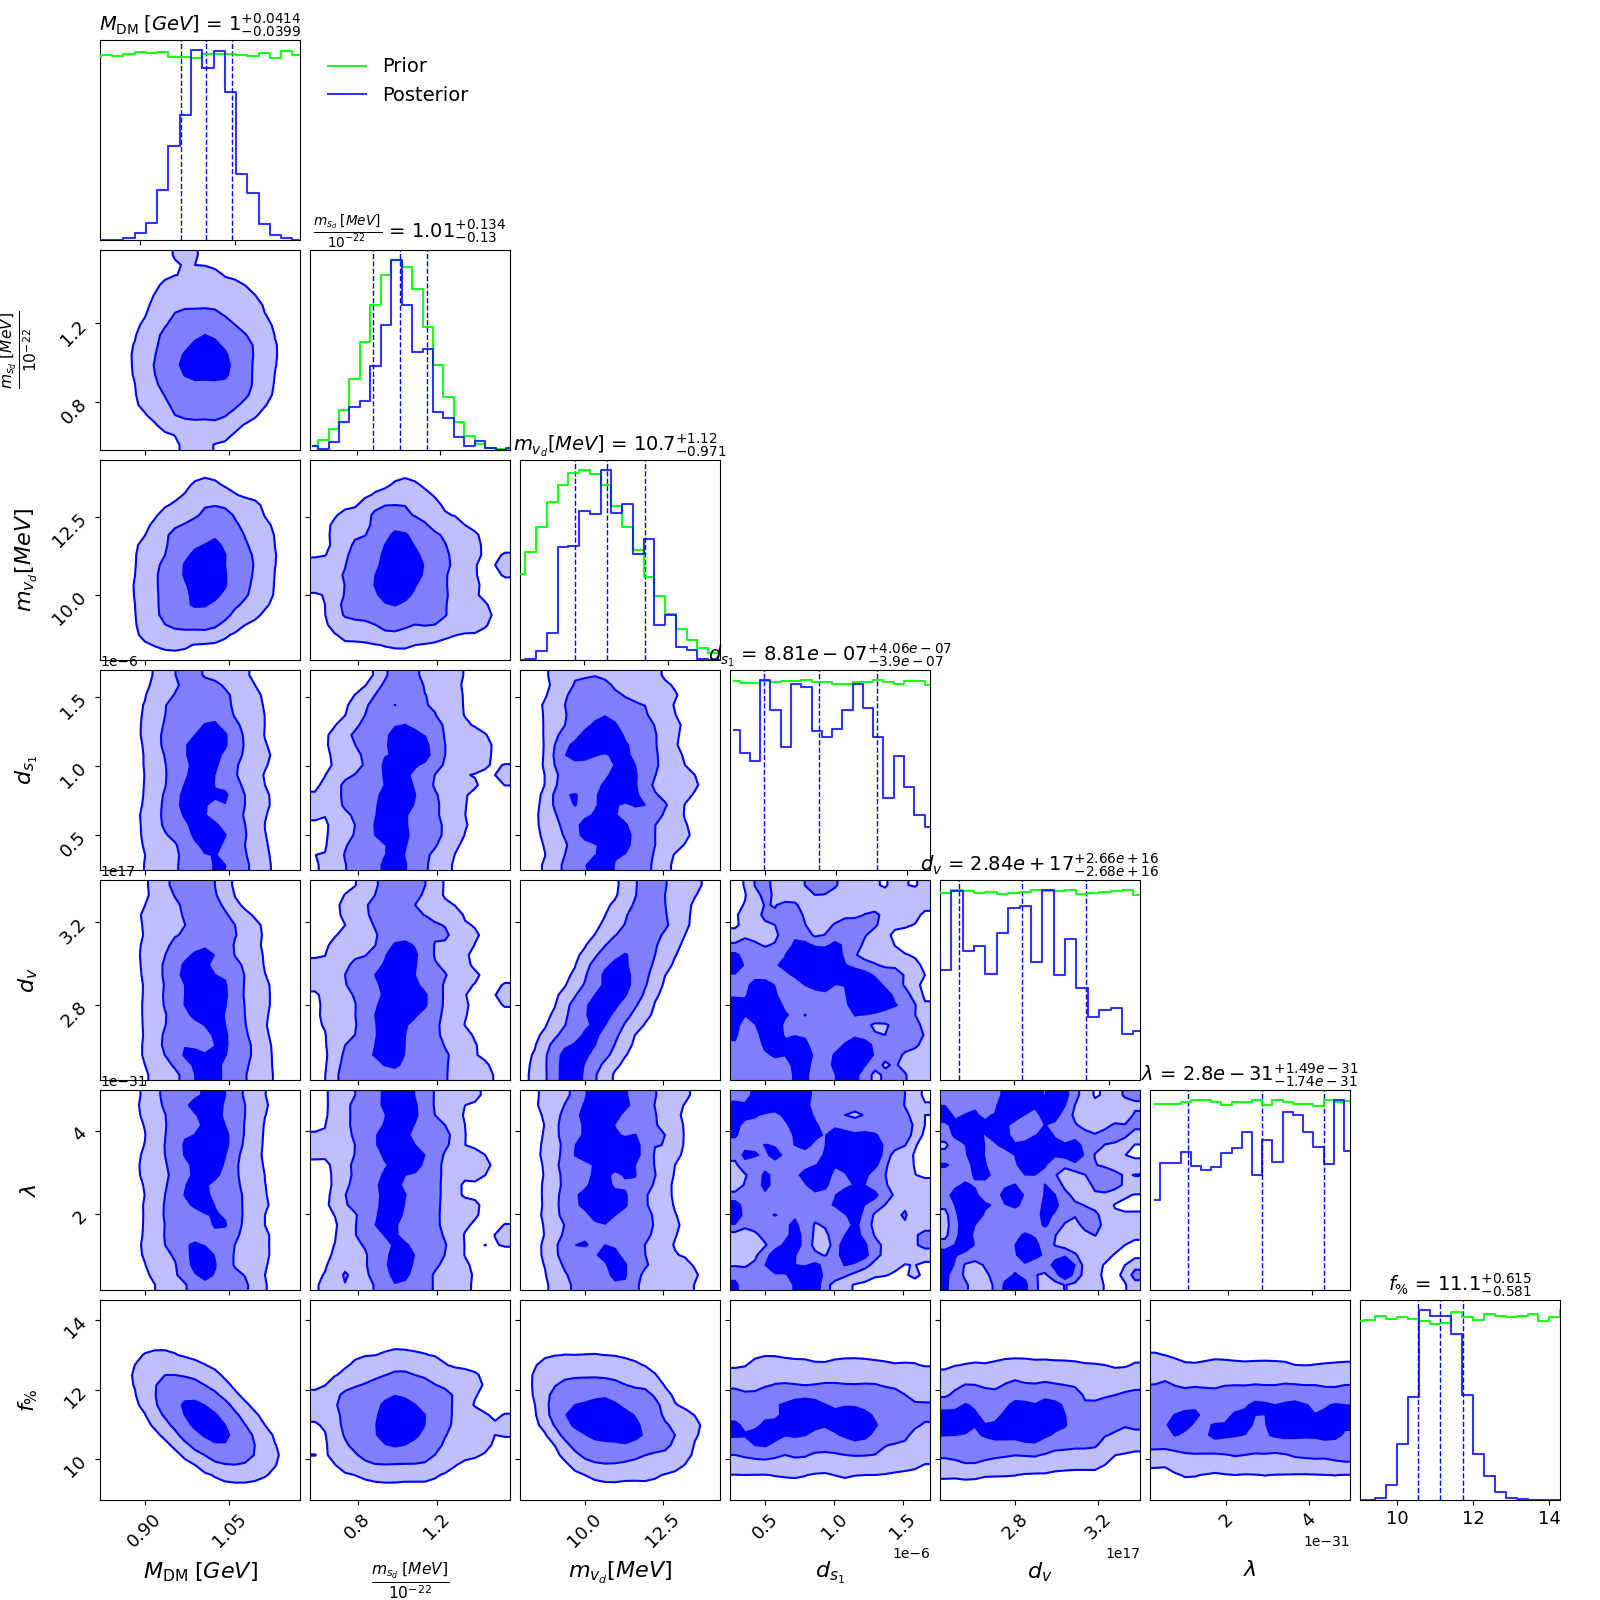 M_DM [GeV] = 1^{+0.0414}_{-0.0399}
Prior
Posterior
\frac{m_{s_d} [MeV]}{10^{-22}} = 1.01^{+0.134}_{-0.13}
1.2
0.8
\frac{m_{s_d} [MeV]}{10^{-22}}
m_{v_d}[MeV] = 10.7^{+1.12}_{-0.971}
12.5
10.0
m_{v_d}[MeV]
1e−6
d_{s_1} = 8.81e − 07^{+4.06e − 07}_{−3.9e − 07}
1.5
1.0
0.5
d_{s_1}
1e17
d_v = 2.84e + 17^{+2.66e + 16}_{−2.68e + 16}
3.2
2.8
d_v
1e−31
λ = 2.8e − 31^{+1.49e − 31}_{−1.74e − 31}
4
2
λ
f_% = 11.1^{+0.615}_{-0.581}
14
12
10
f_%
0.90 1.05 0.8 1.2 10.0 12.5 0.5 1.0 1.5 2.8 3.2 2 4 10 12 14
1e−6 1e17 1e−31
M_DM [GeV] \frac{m_{s_d} [MeV]}{10^{-22}} m_{v_d}[MeV] d_{s_1} d_v λ